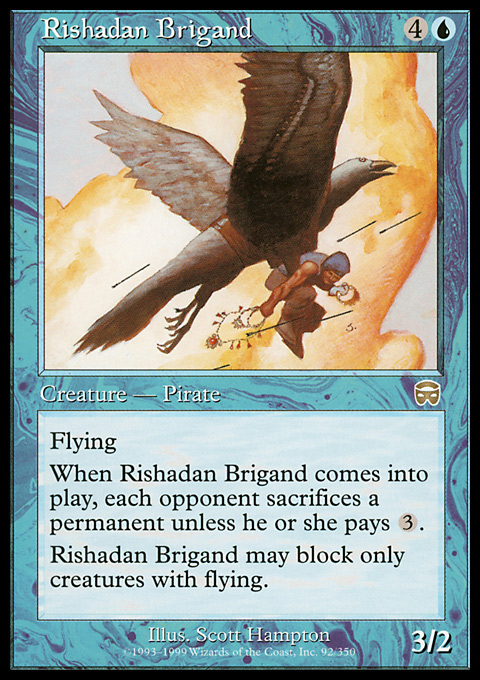 Rishadan Brigand 4
Creature — Pirate
Flying
When Rishadan Brigand comes into
play, each opponent sacrifices a
permanent unless he or she pays 3.
Rishadan Brigand may block only
creatures with flying.
Illus. Scott Hampton
3/2
©1993-1999 Wizards of the Coast, Inc. 92/350